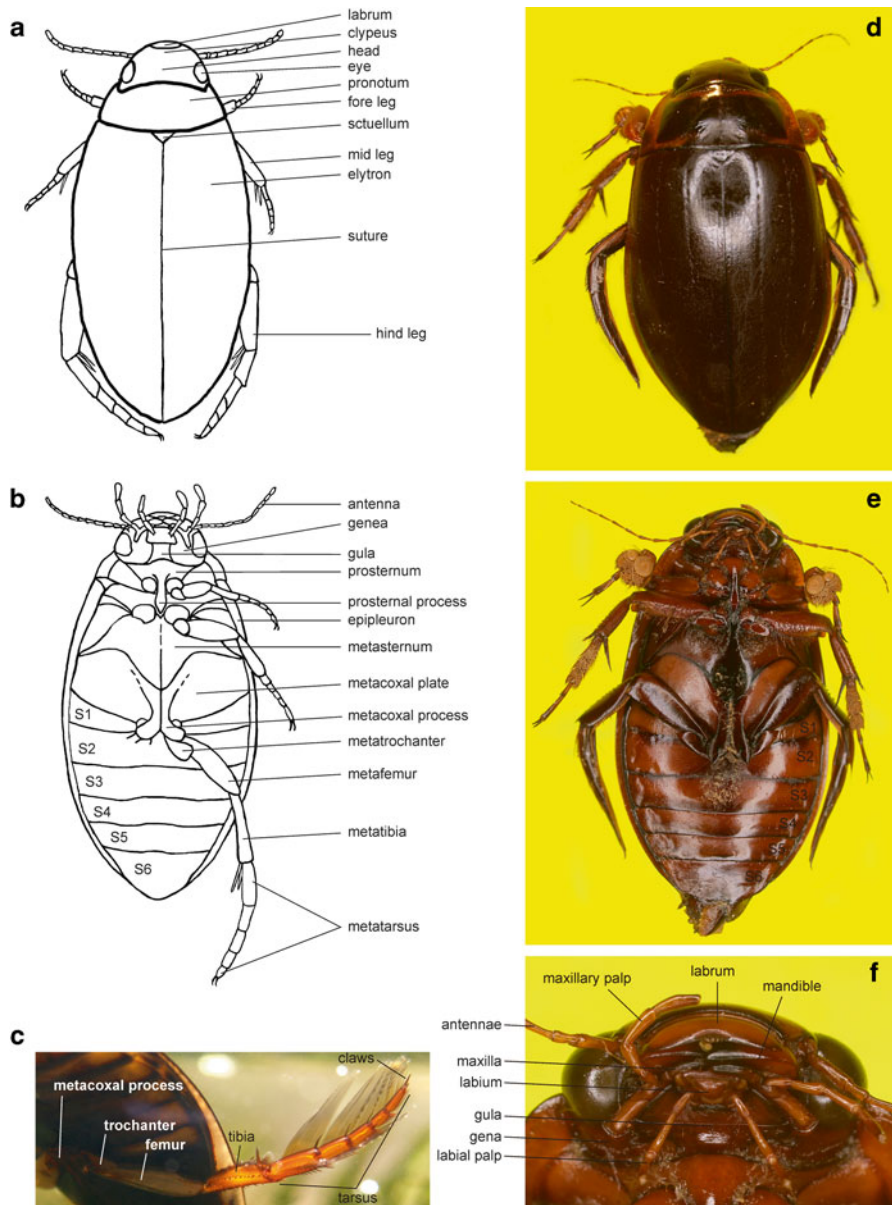 a
labrum
clypeus
head
eye
pronotum
fore leg
sctuellum
mid leg
elytron
suture
hind leg
b
antenna
genea
gula
prosternum
prosternal process
epipleuron
metasternum
metacoxal plate
metacoxal process
metatrochanter
metafemur
metatibia
metatarsus
S1
S2
S3
S4
S5
S6
c
metacoxal process
trochanter
femur
tibia
claws
tarsus
d
e
S1
S2
S3
S4
S5
S6
f
maxillary palp
labrum
mandible
antennae
maxilla
labium
gula
gena
labial palp